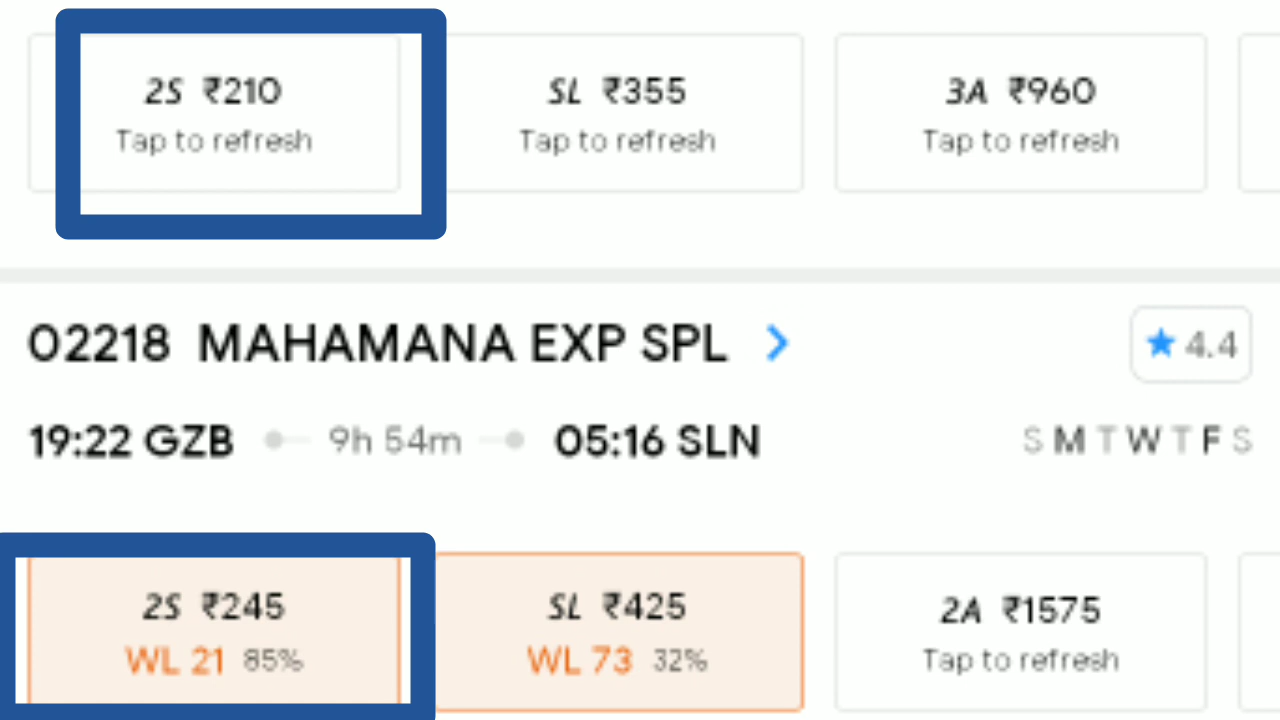 2S ₹210
Tap to refresh
SL ₹355
Tap to refresh
3A ₹960
Tap to refresh
02218 MAHAMANA EXP SPL
4.4
19:22 GZB 9h 54m 05:16 SLN
S M T W T F S
2S ₹245
WL 21 85%
SL ₹425
WL 73 32%
2A ₹1575
Tap to refresh